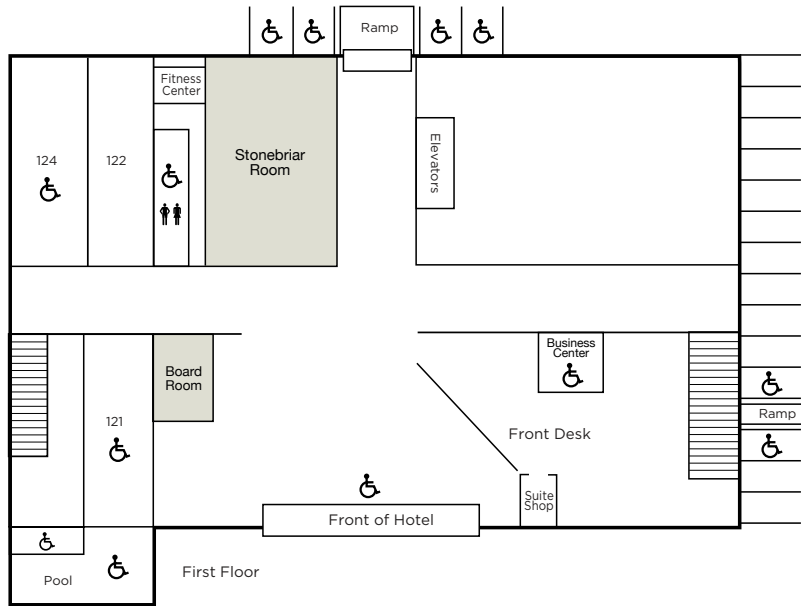 Ramp
Fitness
Center
Elevators
124
122
Stonebriar
Room
Business
Center
Board
Room
Ramp
121
Front Desk
Suite
Shop
Front of Hotel
Pool
First Floor